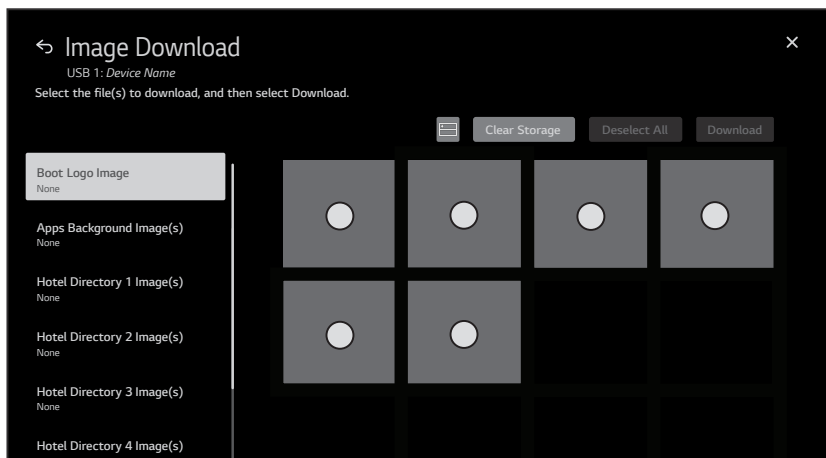 Image Download
USB 1: Device Name
Select the file(s) to download, and then select Download.
Clear Storage
Deselect All
Download
Boot Logo Image
None
Apps Background Image(s)
None
Hotel Directory 1 Image(s)
None
Hotel Directory 2 Image(s)
None
Hotel Directory 3 Image(s)
None
Hotel Directory 4 Image(s)